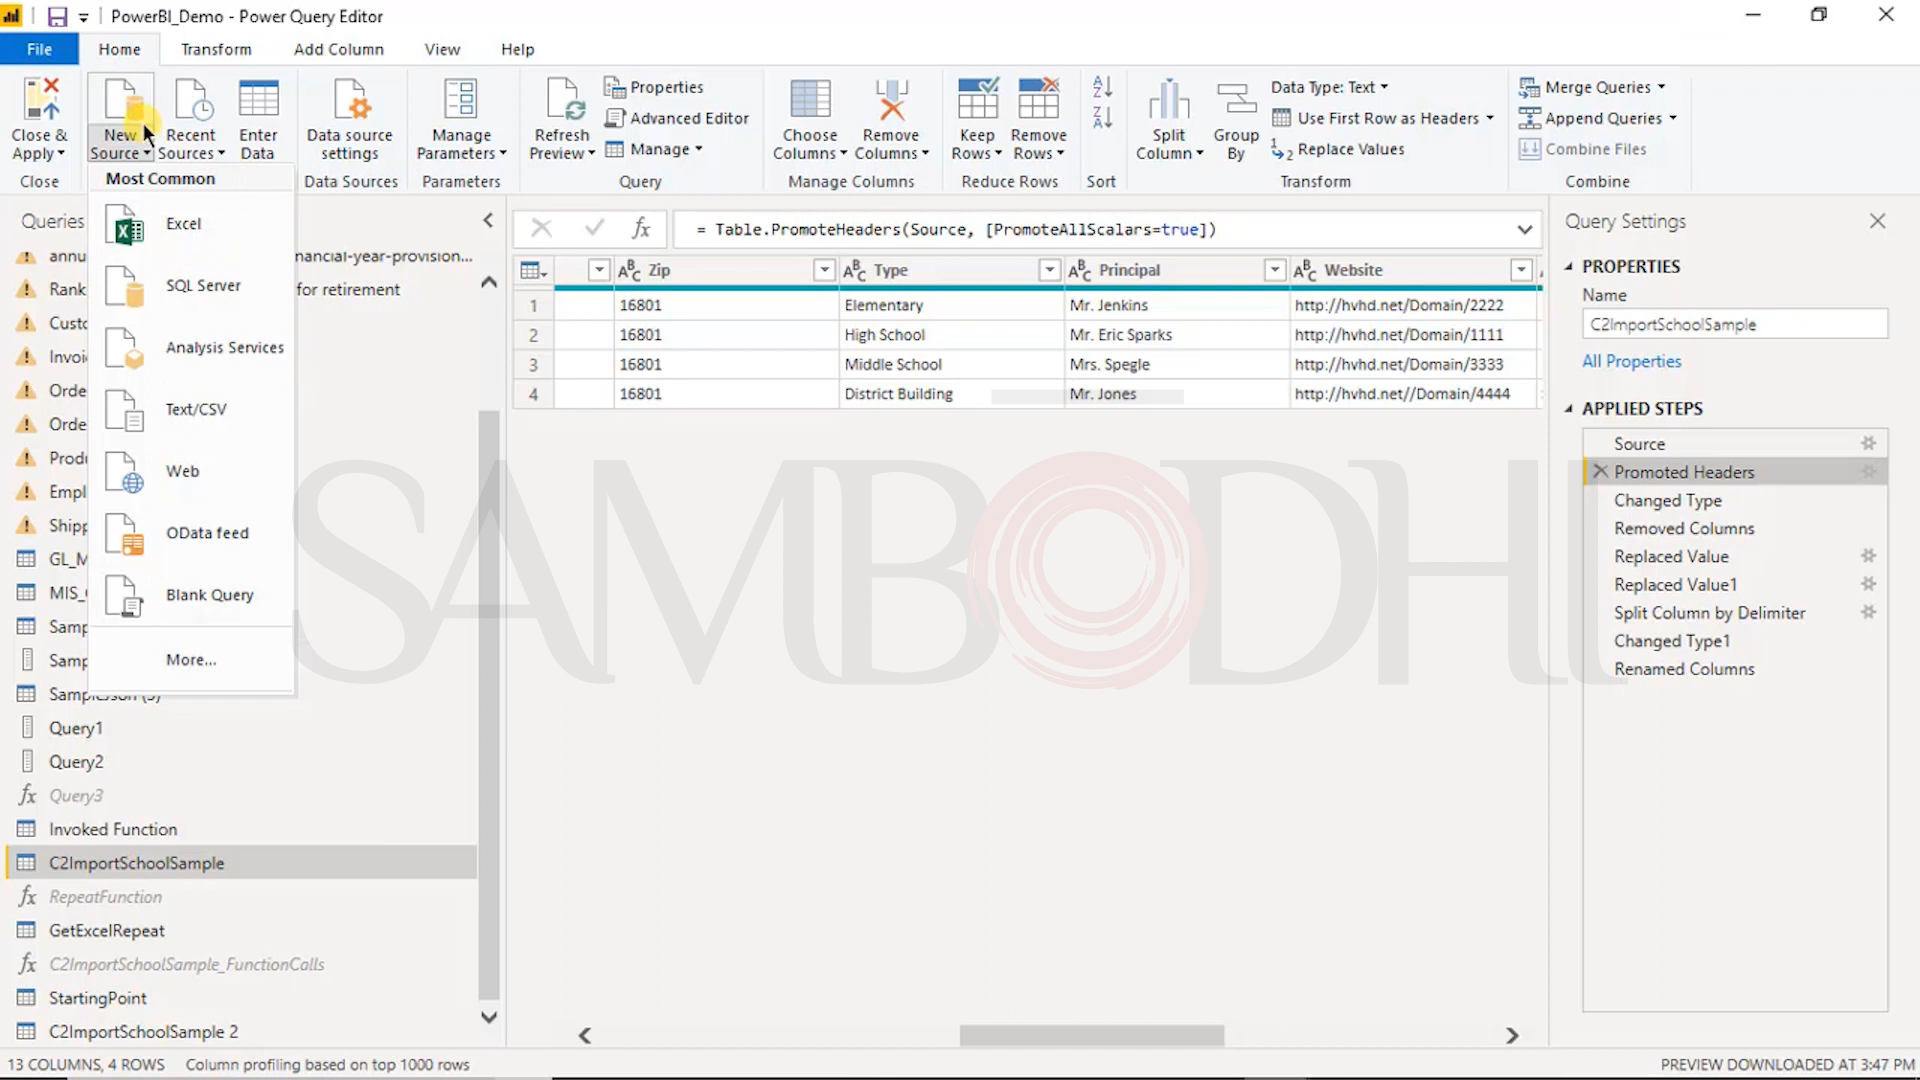 PowerBI_Demo - Power Query Editor
File Home Transform Add Column View Help
Close & Apply
New Source
Recent Sources
Enter Data
Data source settings
Manage Parameters
Refresh Preview
Properties
Advanced Editor
Manage
Choose Columns
Remove Columns
Keep Rows
Remove Rows
Split Column
Group By
Data Type: Text
Use First Row as Headers
Replace Values
Merge Queries
Append Queries
Combine Files
Close Data Sources Parameters Query Manage Columns Reduce Rows Sort Transform Combine
Most Common
Excel
SQL Server
Analysis Services
Text/CSV
Web
OData feed
Blank Query
More...
Queries
annu
nancial-year-provision...
Rank
for retirement
Custo
Invoi
Orde
Orde
Produ
Empl
Shipp
GL_M
MIS_
Samp
Samp
Query1
Query2
Query3
Invoked Function
C2ImportSchoolSample
RepeatFunction
GetExcelRepeat
C2ImportSchoolSample_FunctionCalls
StartingPoint
C2ImportSchoolSample 2
fx = Table.PromoteHeaders(Source, [PromoteAllScalars=true])
Zip Type Principal Website
1 16801 Elementary Mr. Jenkins http://hvhd.net/Domain/2222
2 16801 High School Mr. Eric Sparks http://hvhd.net/Domain/1111
3 16801 Middle School Mrs. Spegle http://hvhd.net/Domain/3333
4 16801 District Building Mr. Jones http://hvhd.net//Domain/4444
SAMBODHI
Query Settings
PROPERTIES
Name
C2ImportSchoolSample
All Properties
APPLIED STEPS
Source
Promoted Headers
Changed Type
Removed Columns
Replaced Value
Replaced Value1
Split Column by Delimiter
Changed Type1
Renamed Columns
13 COLUMNS, 4 ROWS Column profiling based on top 1000 rows
PREVIEW DOWNLOADED AT 3:47 PM